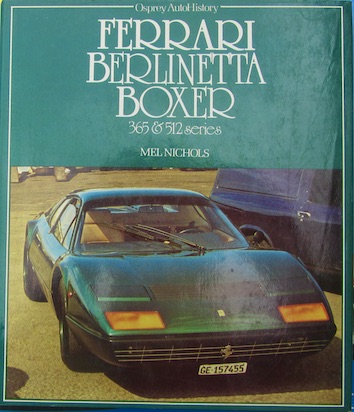 Osprey AutoHistory
FERRARI
BERLINETTA
BOXER
365 & 512 series
MEL NICHOLS
GE·157455